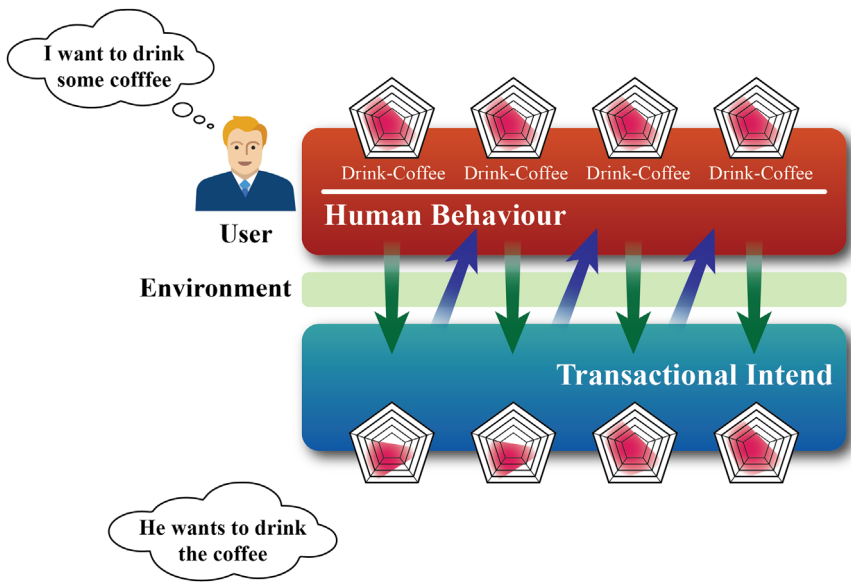 I want to drink
some cofffee
Drink-Coffee Drink-Coffee Drink-Coffee Drink-Coffee
Human Behaviour
User
Environment
Transactional Intend
He wants to drink
the coffee